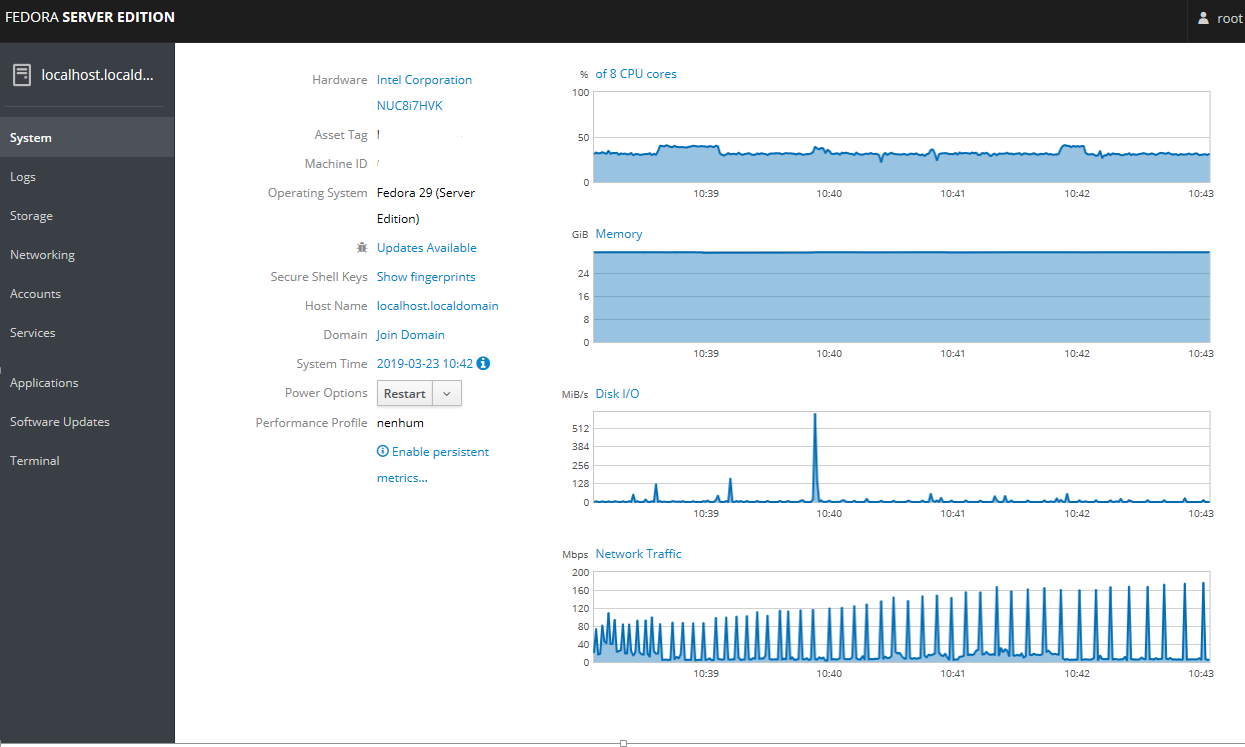 FEDORA SERVER EDITION
root
localhost.locald...
System
Logs
Storage
Networking
Accounts
Services
Applications
Software Updates
Terminal
Hardware Intel Corporation
NUC8i7HVK
Asset Tag
Machine ID
Operating System Fedora 29 (Server
Edition)
Updates Available
Secure Shell Keys Show fingerprints
Host Name localhost.localdomain
Domain Join Domain
System Time 2019-03-23 10:42
Power Options Restart
Performance Profile nenhum
Enable persistent
metrics...
% of 8 CPU cores
100
50
0
10:39 10:40 10:41 10:42 10:43
GiB Memory
24
16
8
0
10:39 10:40 10:41 10:42 10:43
MiB/s Disk I/O
512
384
256
128
0
10:39 10:40 10:41 10:42 10:43
Mbps Network Traffic
200
160
120
80
40
0
10:39 10:40 10:41 10:42 10:43